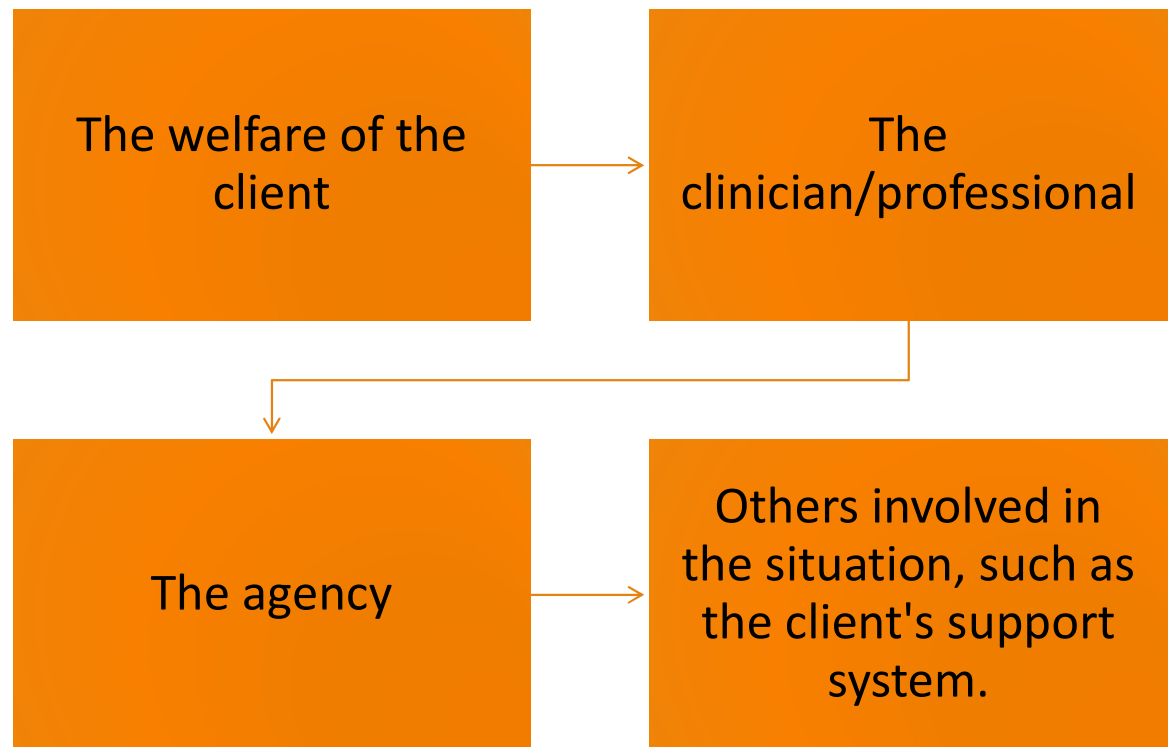 The welfare of the
client
The
clinician/professional
The agency
Others involved in
the situation, such as
the client's support
system.